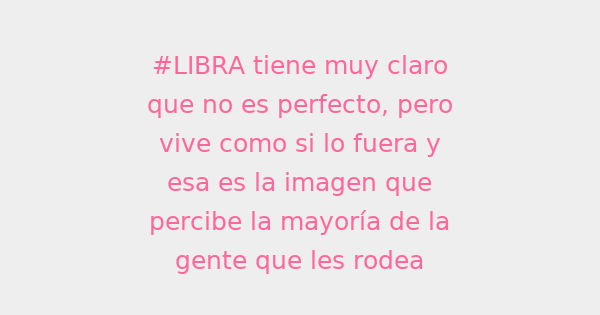 #LIBRA tiene muy claro
que no es perfecto, pero
vive como si lo fuera y
esa es la imagen que
percibe la mayoría de la
gente que les rodea